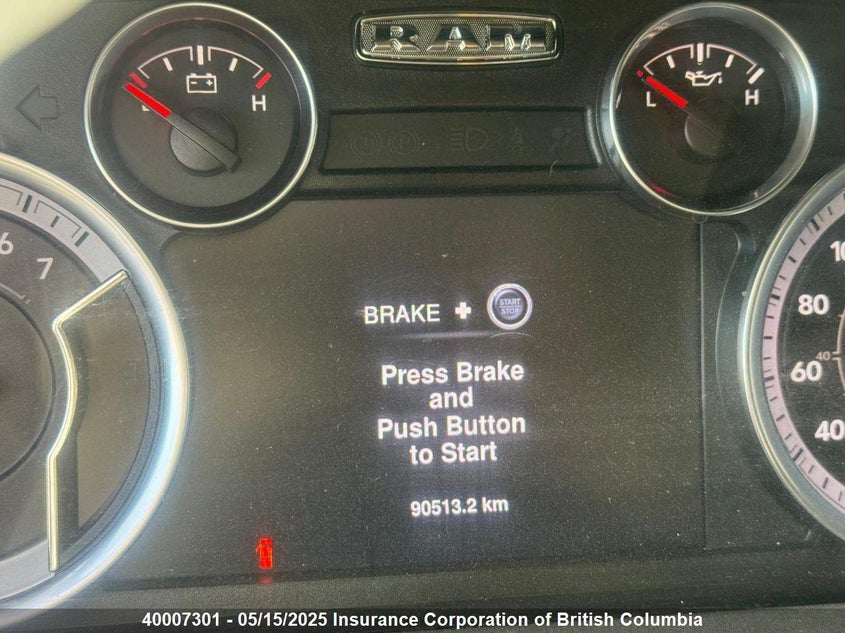 RAM
H
L
H
6
7
BRAKE + START
STOP
Press Brake
and
Push Button
to Start
90513.2 km
80
60
40
40
40007301 - 05/15/2025 Insurance Corporation of British Columbia